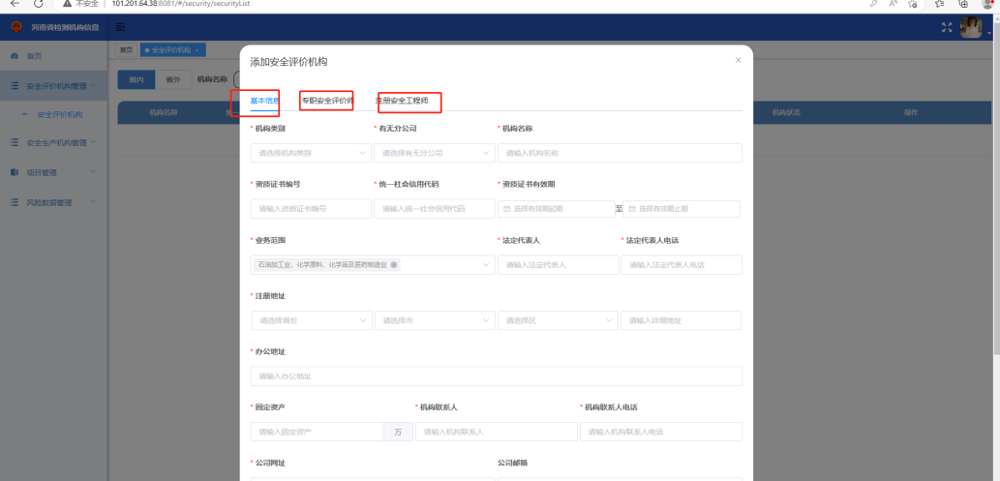 不安全 | 101.201.64.38:8081/#/security/securityList
河南省检测机构信息
首页
安全评价机构管理
安全评价机构
安全生产机构管理
项目管理
风险数据管理
首页
安全评价机构 ×
省内 省外 机构名称
机构名称 机构状态 操作
添加安全评价机构 ×
基本信息 专职安全评价师 注册安全工程师
* 机构类别 * 有无分公司 * 机构名称
请选择机构类别 请选择有无分公司 请输入机构名称
* 资质证书编号 * 统一社会信用代码 * 资质证书有效期
请输入资质证书编号 请输入统一社会信用代码 选择有效期起期 至 选择有效期止期
* 业务范围 * 法定代表人 * 法定代表人电话
石油加工业、化学原料、化学品及医药制造业 请输入法定代表人 请输入法定代表人电话
* 注册地址
请选择省份 请选择市 请选择区 请输入详细地址
* 办公地址
请输入办公地址
* 固定资产 * 机构联系人 * 机构联系人电话
请输入固定资产 万 请输入机构联系人 请输入机构联系人电话
* 公司网址 公司邮箱